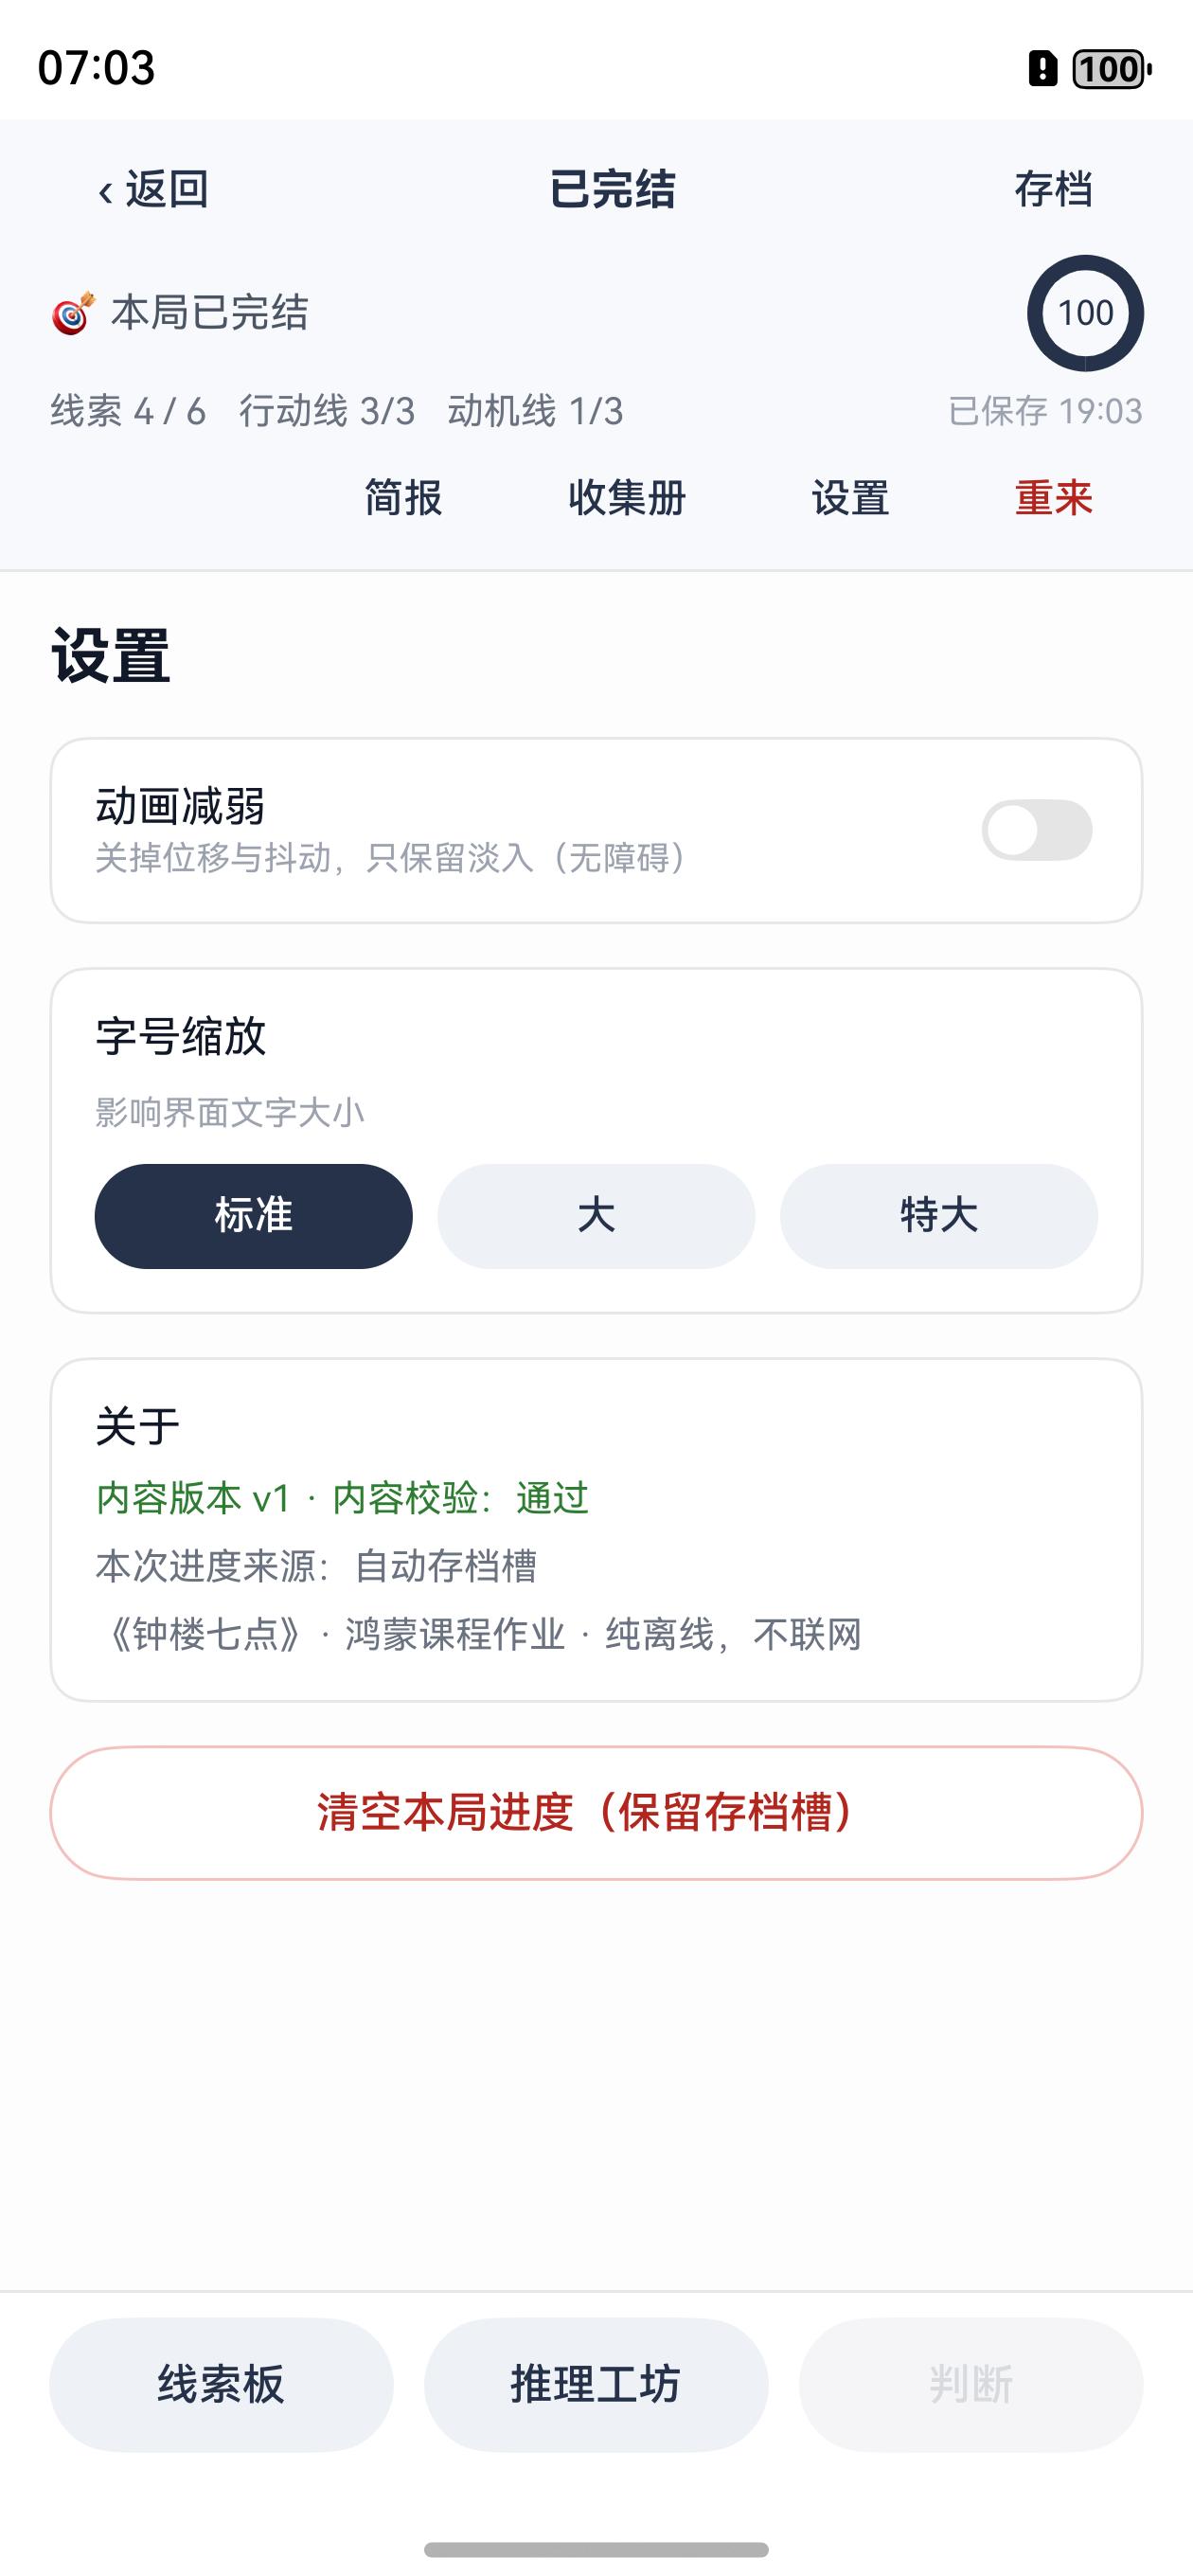 07:03 100
‹ 返回 已完结 存档
本局已完结 100
线索 4 / 6 行动线 3/3 动机线 1/3 已保存 19:03
简报 收集册 设置 重来
设置
动画减弱
关掉位移与抖动，只保留淡入（无障碍）
字号缩放
影响界面文字大小
标准 大 特大
关于
内容版本 v1 · 内容校验：通过
本次进度来源：自动存档槽
《钟楼七点》 · 鸿蒙课程作业 · 纯离线，不联网
清空本局进度（保留存档槽）
线索板 推理工坊 判断